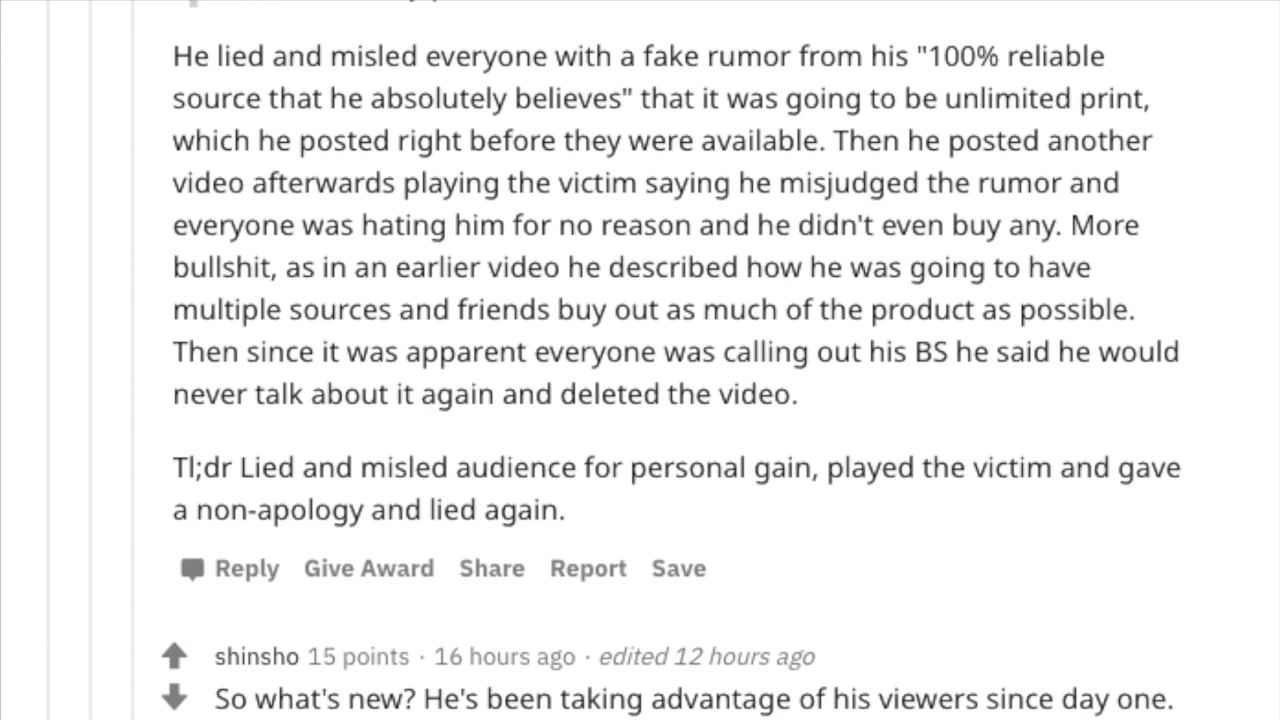 He lied and misled everyone with a fake rumor from his "100% reliable
source that he absolutely believes" that it was going to be unlimited print,
which he posted right before they were available. Then he posted another
video afterwards playing the victim saying he misjudged the rumor and
everyone was hating him for no reason and he didn't even buy any. More
bullshit, as in an earlier video he described how he was going to have
multiple sources and friends buy out as much of the product as possible.
Then since it was apparent everyone was calling out his BS he said he would
never talk about it again and deleted the video.
Tl;dr Lied and misled audience for personal gain, played the victim and gave
a non-apology and lied again.
Reply Give Award Share Report Save
shinsho 15 points · 16 hours ago · edited 12 hours ago
So what's new? He's been taking advantage of his viewers since day one.